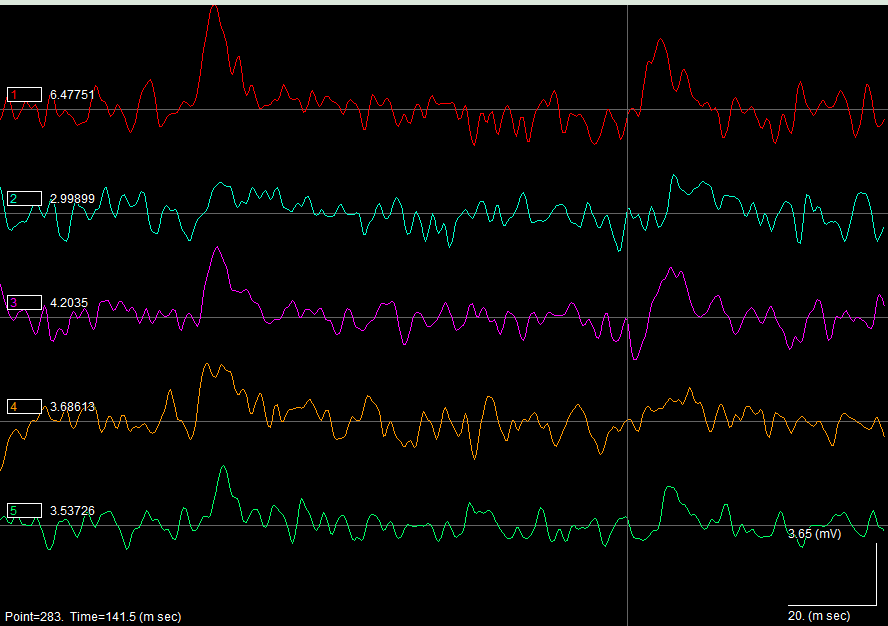 1 6.47751
2 2.99899
3 4.2035
4 3.68613
5 3.53726
3.65 (mV)
Point=283. Time=141.5 (m sec)
20. (m sec)